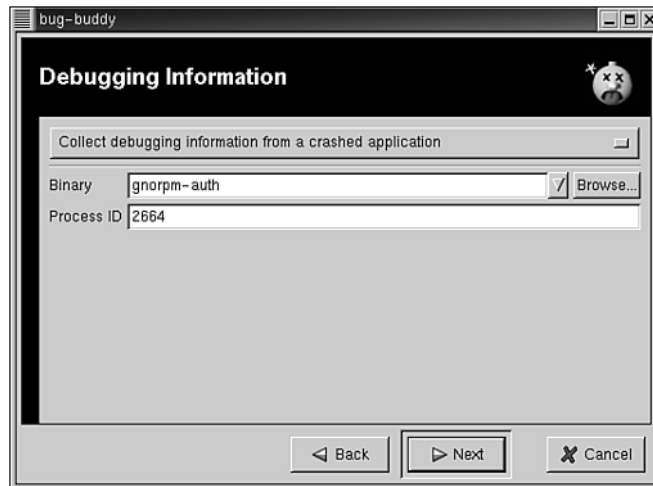 bug-buddy
Debugging Information
Collect debugging information from a crashed application
Binary gnorpm-auth Browse...
Process ID 2664
Back Next Cancel